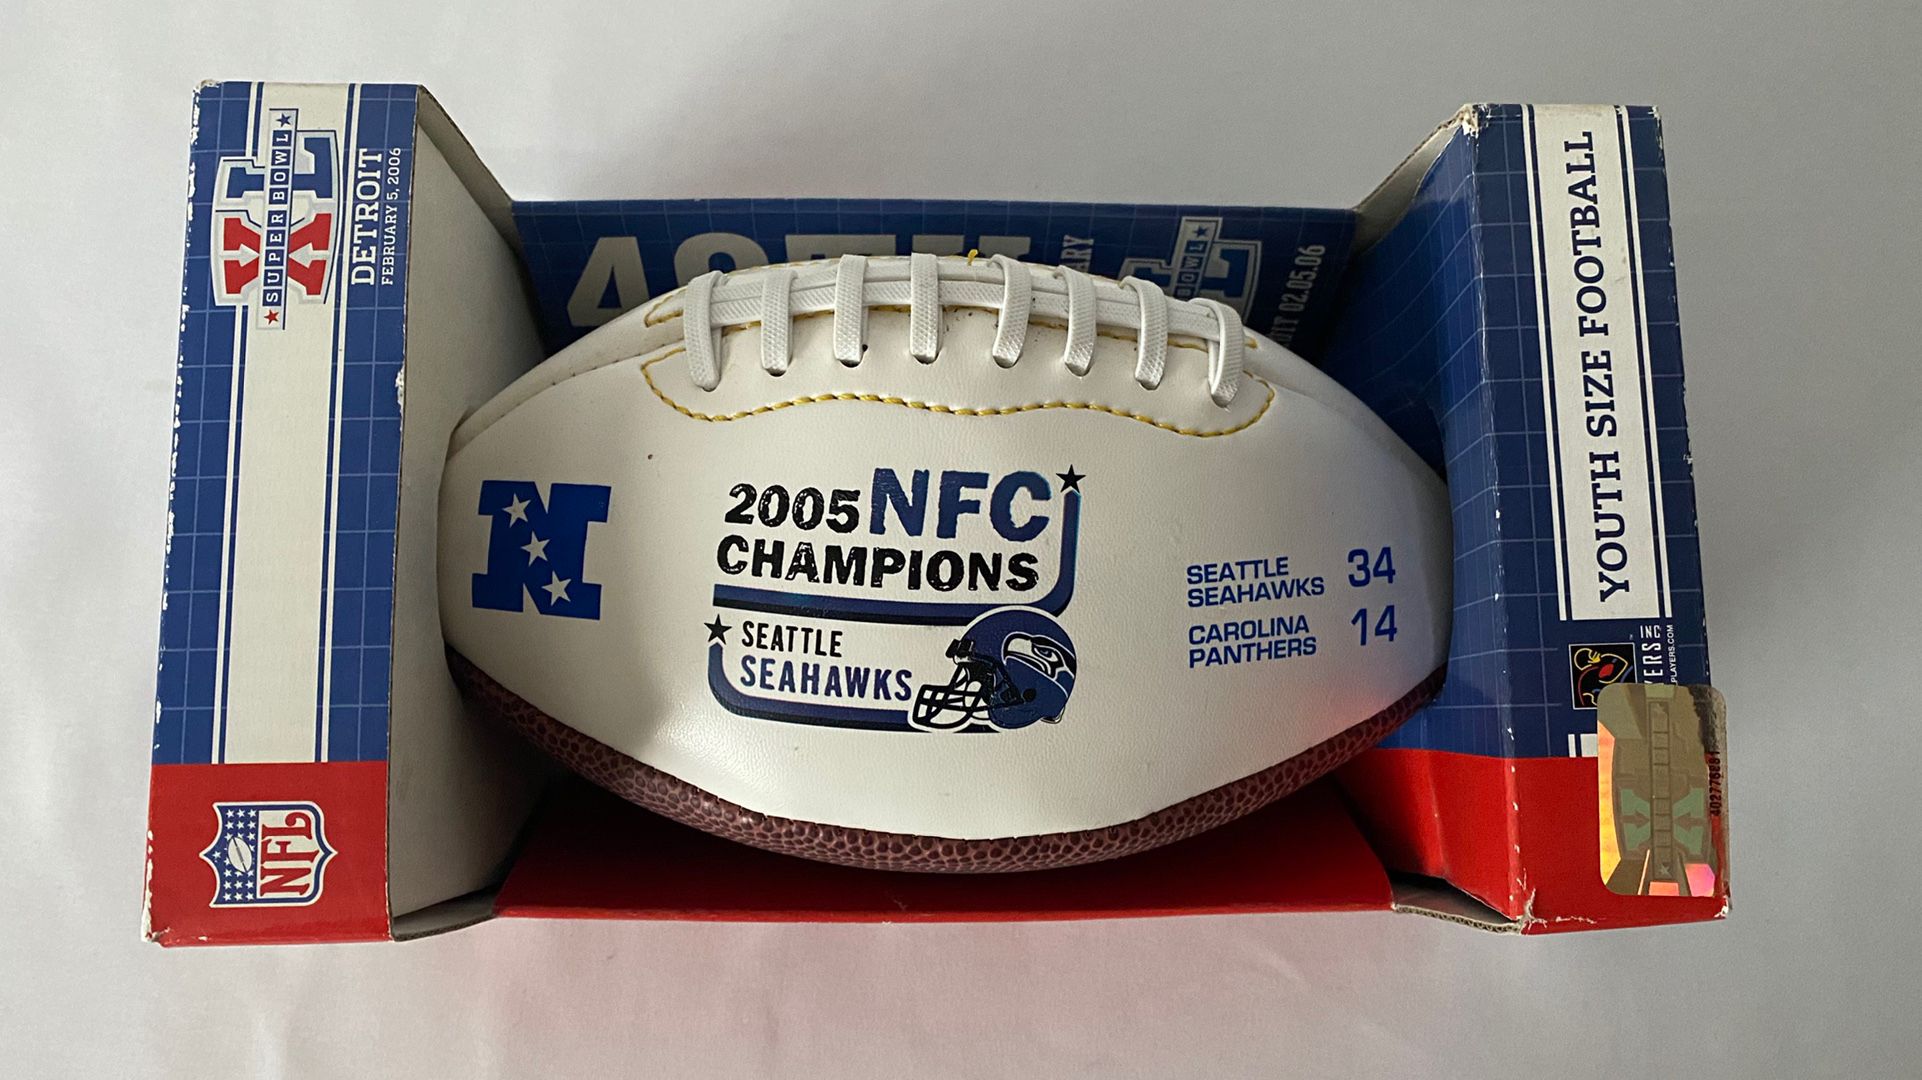 SUPER BOWL
XL
DETROIT
FEBRUARY 5, 2006
NFL
40TH
02.05.06
N
2005 NFC
CHAMPIONS
SEATTLE
SEAHAWKS
SEATTLE
SEAHAWKS 34
CAROLINA
PANTHERS 14
YOUTH SIZE FOOTBALL
INC